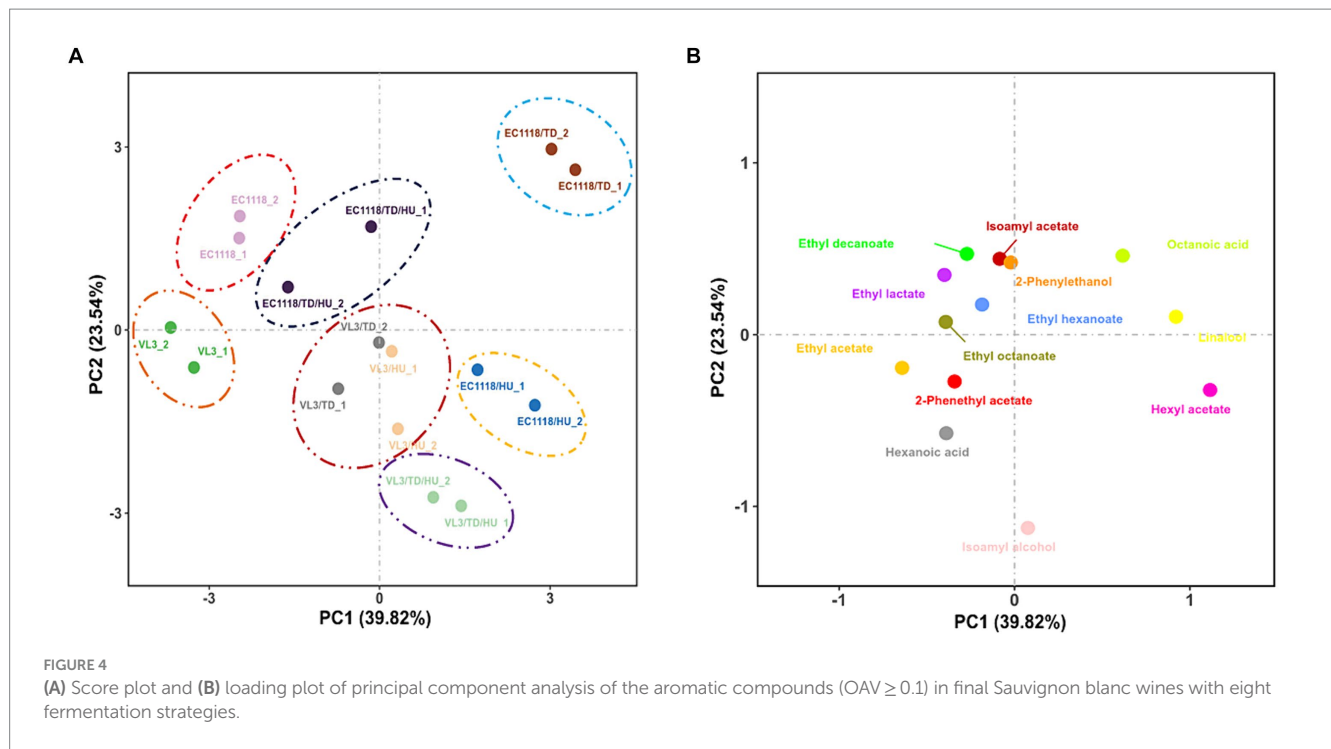 A
B
EC1118/TD_2
EC1118/TD_1
EC1118_2
EC1118_1
EC1118/TD/HU_1
EC1118/TD/HU_2
VL3_2
VL3_1
VL3/TD_2
VL3/HU_1
VL3/TD_1
VL3/HU_2
EC1118/HU_1
EC1118/HU_2
VL3/TD/HU_2
VL3/TD/HU_1
3
0
-3
PC2 (23.54%)
-3
0
3
PC1 (39.82%)
Isoamyl acetate
Ethyl decanoate
Octanoic acid
2-Phenylethanol
Ethyl lactate
Ethyl hexanoate
Linalool
Ethyl acetate
Ethyl octanoate
2-Phenethyl acetate
Hexyl acetate
Hexanoic acid
Isoamyl alcohol
1
0
-1
PC2 (23.54%)
-1
0
1
PC1 (39.82%)
FIGURE 4
(A) Score plot and (B) loading plot of principal component analysis of the aromatic compounds (OAV ≥ 0.1) in final Sauvignon blanc wines with eight
fermentation strategies.